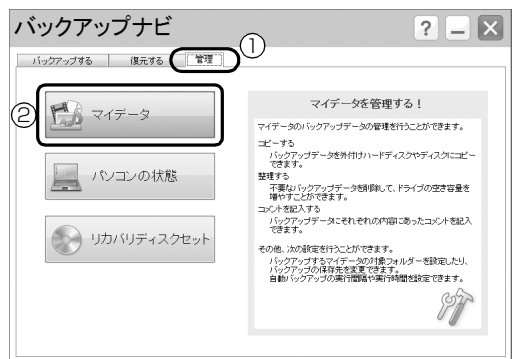 バックアップナビ
?
①
バックアップする 復元する 管理
②
マイデータ
パソコンの状態
リカバリディスクセット
マイデータを管理する!
マイデータのバックアップデータの管理を行うことができます。
コピーする
バックアップデータを外付けハードディスクやディスクにコピー
できます。
整理する
不要なバックアップデータを削除して、ドライブの空き容量を
増やすことができます。
コメントを記入する
バックアップデータにそれぞれの内容にあったコメントを記入
できます。
その他、次の設定を行うことができます。
バックアップするマイデータの対象フォルダーを設定したり、
バックアップの保存先を変更できます。
自動バックアップの実行間隔や実行時間を設定できます。